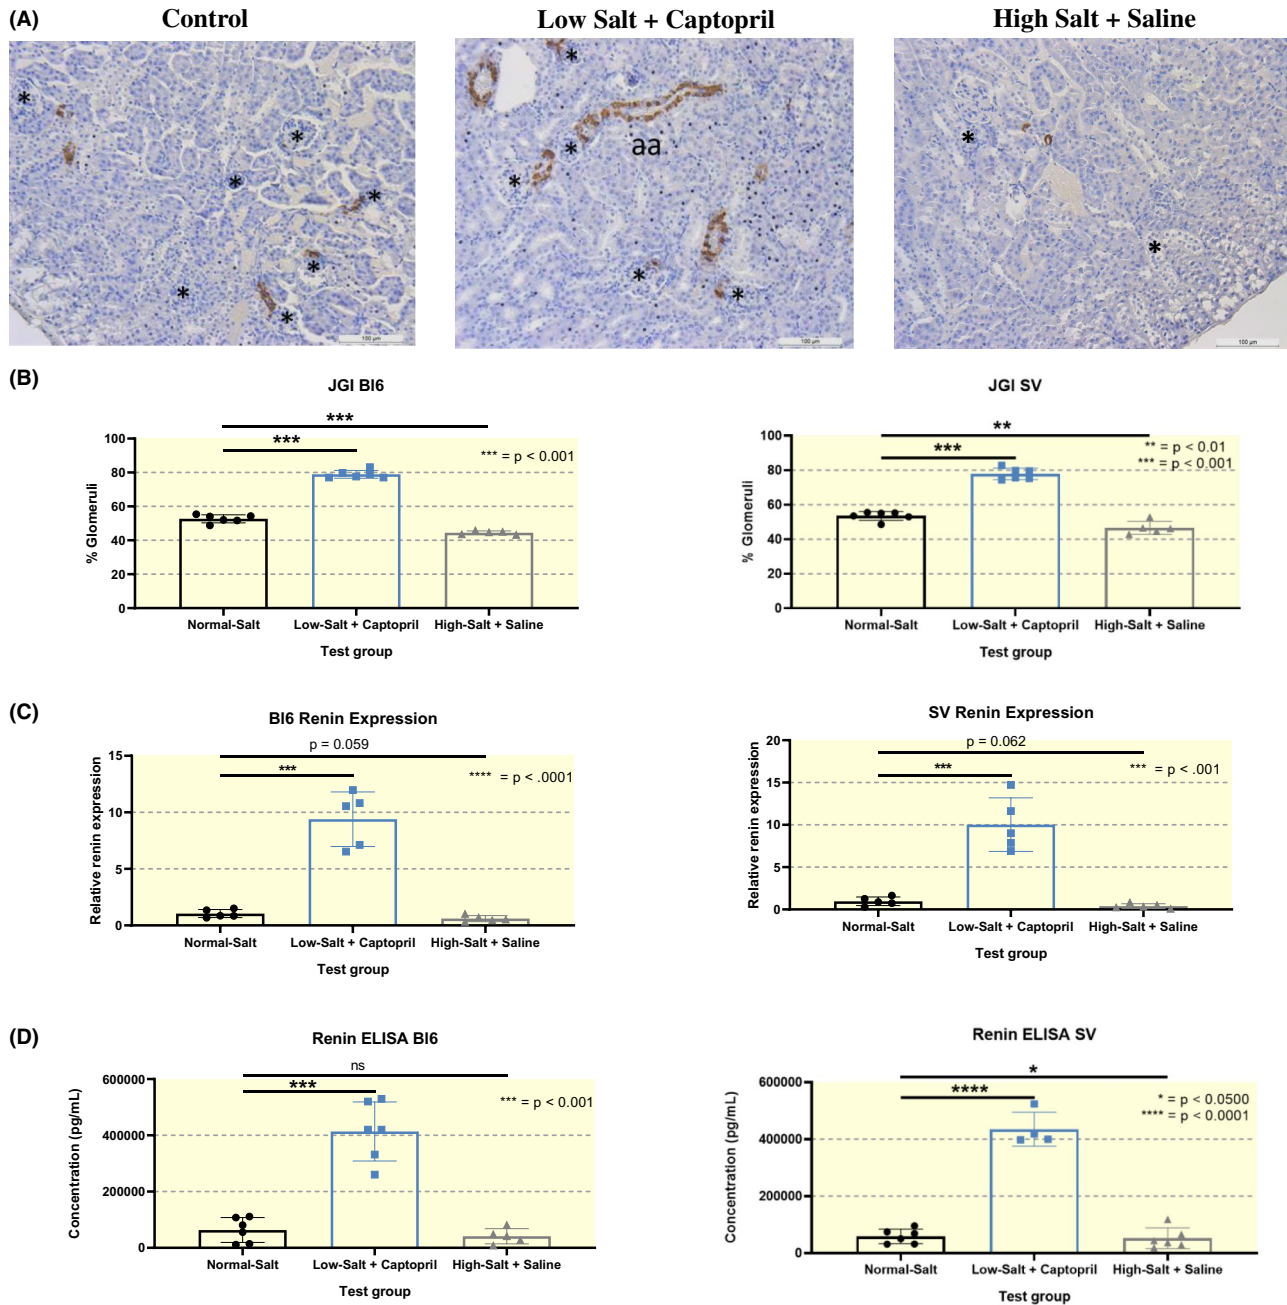 (A)
Control
Low Salt + Captopril
High Salt + Saline
*
*
*
*
*
*
*
100 µm
*
*
aa
*
*
*
100 µm
*
*
100 µm
(B)
JGI Bl6
***
***
*** = p < 0.001
% Glomeruli
100
80
60
40
20
0
Normal-Salt
Low-Salt + Captopril
High-Salt + Saline
Test group
JGI SV
**
***
** = p < 0.01
*** = p < 0.001
% Glomeruli
100
80
60
40
20
0
Normal-Salt
Low-Salt + Captopril
High-Salt + Saline
Test group
(C)
Bl6 Renin Expression
p = 0.059
***
**** = p < .0001
Relative renin expression
15
10
5
0
Normal-Salt
Low-Salt + Captopril
High-Salt + Saline
Test group
SV Renin Expression
p = 0.062
***
*** = p < .001
Relative renin expression
20
15
10
5
0
Normal-Salt
Low-Salt + Captopril
High-Salt + Saline
Test group
(D)
Renin ELISA Bl6
ns
***
*** = p < 0.001
Concentration (pg/mL)
600000
400000
200000
0
Normal-Salt
Low-Salt + Captopril
High-Salt + Saline
Test group
Renin ELISA SV
*
****
* = p < 0.0500
**** = p < 0.0001
Concentration (pg/mL)
600000
400000
200000
0
Normal-Salt
Low-Salt + Captopril
High-Salt + Saline
Test group